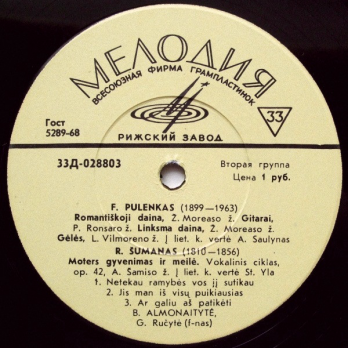 МЕЛОДИЯ
ВСЕСОЮЗНАЯ ФИРМА ГРАМПЛАСТИНОК
Гост
5289-68
33
РИЖСКИЙ ЗАВОД
33Д-028803
Вторая группа
Цена 1 руб.
F. PULENKAS (1899—1963)
Romantiškoji daina, Ž. Moreaso ž. Gitarai,
P. Ronsaro ž. Linksma daina, Ž. Moreaso ž.
Gėlės, L. Vilmoreno ž. Į liet. k. vertė A. Saulynas
R. ŠUMANAS (1810—1856)
Moters gyvenimas ir meilė. Vokalinis ciklas,
op. 42, A. Šamiso ž. Į liet. k. vertė St. Yla
1. Netekau ramybės vos jį sutikau
2. Jis man iš visų puikiausias
3. Ar galiu aš patikėti
B. ALMONAITYTĖ,
G. Ručytė (f-nas)